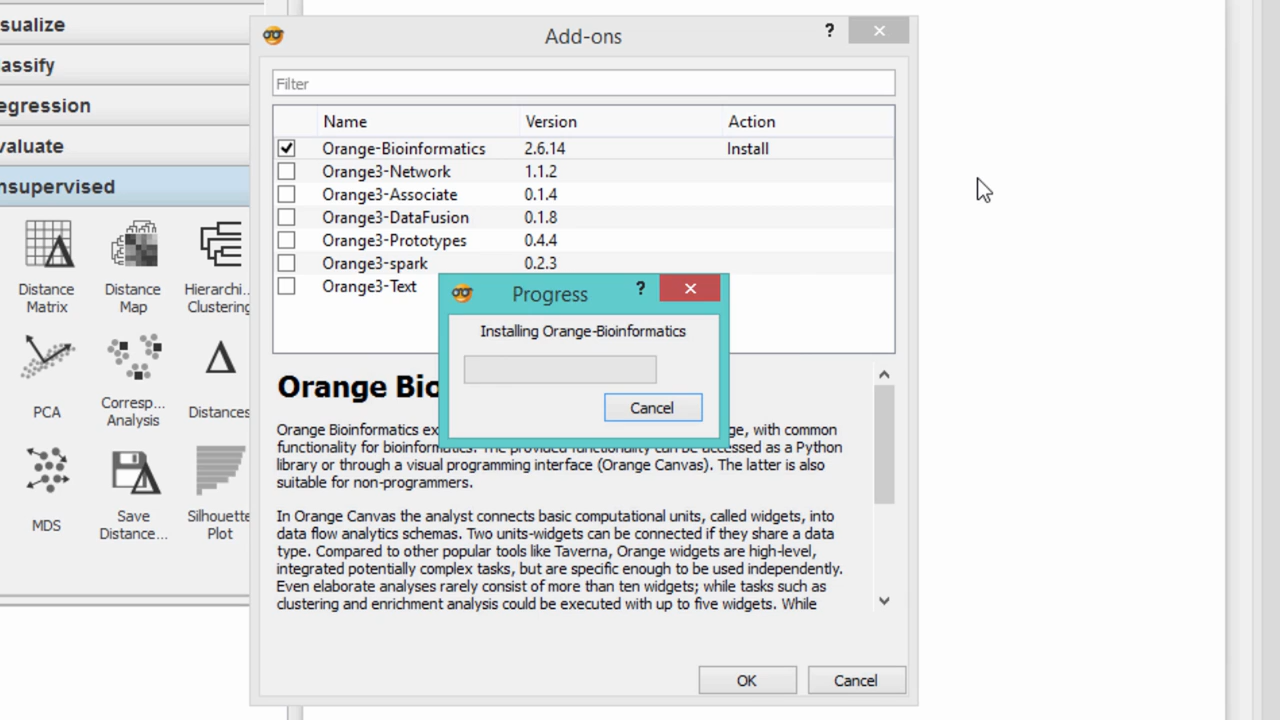 sualize
assify
egression
valuate
nsupervised
Distance
Matrix
Distance
Map
Hierarchi...
Clustering
PCA
Corresp...
Analysis
Distances
MDS
Save
Distance...
Silhouette
Plot
Add-ons
?
Filter
Name Version Action
Orange-Bioinformatics 2.6.14 Install
Orange3-Network 1.1.2
Orange3-Associate 0.1.4
Orange3-DataFusion 0.1.8
Orange3-Prototypes 0.4.4
Orange3-spark 0.2.3
Orange3-Text
Progress
?
Installing Orange-Bioinformatics
Cancel
Orange Bio
Orange Bioinformatics ex ge, with common
functionality for bioinformatics. The provided functionality can be accessed as a Python
library or through a visual programming interface (Orange Canvas). The latter is also
suitable for non-programmers.
In Orange Canvas the analyst connects basic computational units, called widgets, into
data flow analytics schemas. Two units-widgets can be connected if they share a data
type. Compared to other popular tools like Taverna, Orange widgets are high-level,
integrated potentially complex tasks, but are specific enough to be used independently.
Even elaborate analyses rarely consist of more than ten widgets; while tasks such as
clustering and enrichment analysis could be executed with up to five widgets. While
OK
Cancel